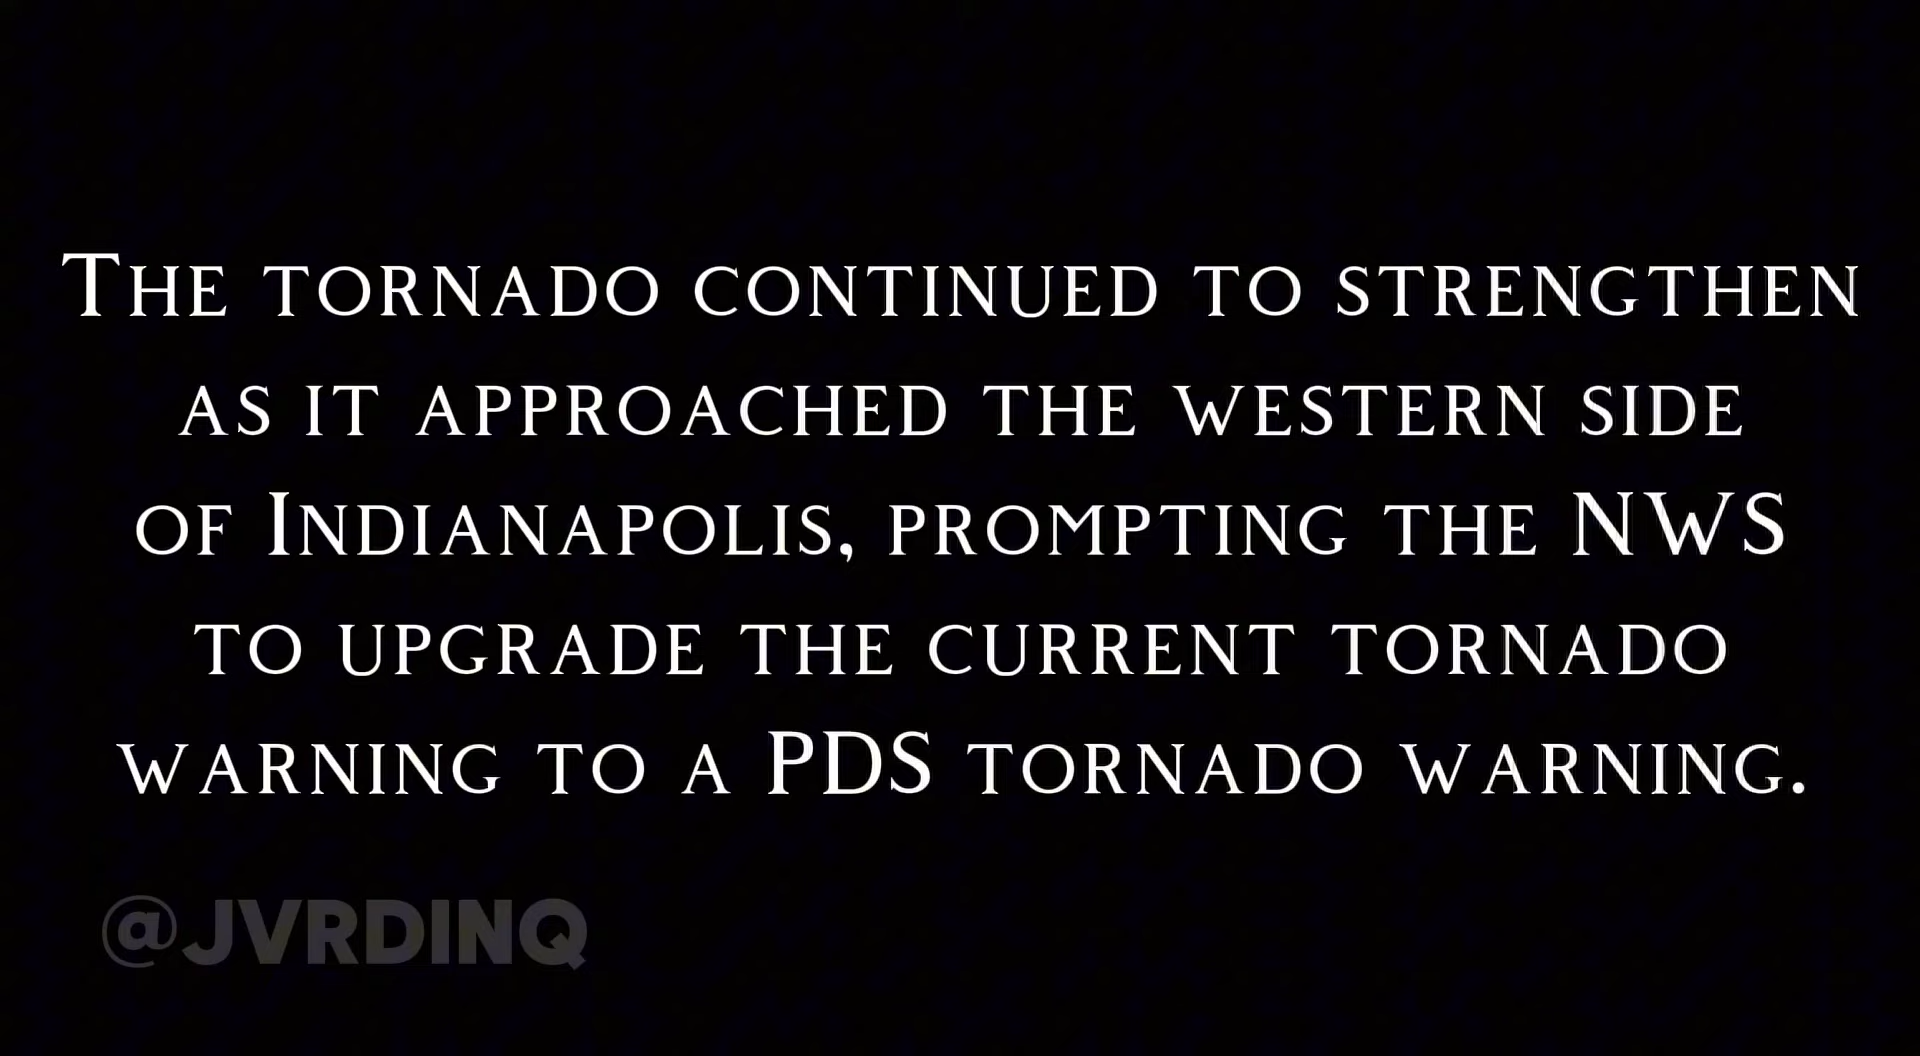 The tornado continued to strengthen
as it approached the western side
of Indianapolis, prompting the NWS
to upgrade the current tornado
warning to a PDS tornado warning.
@JVRDINQ